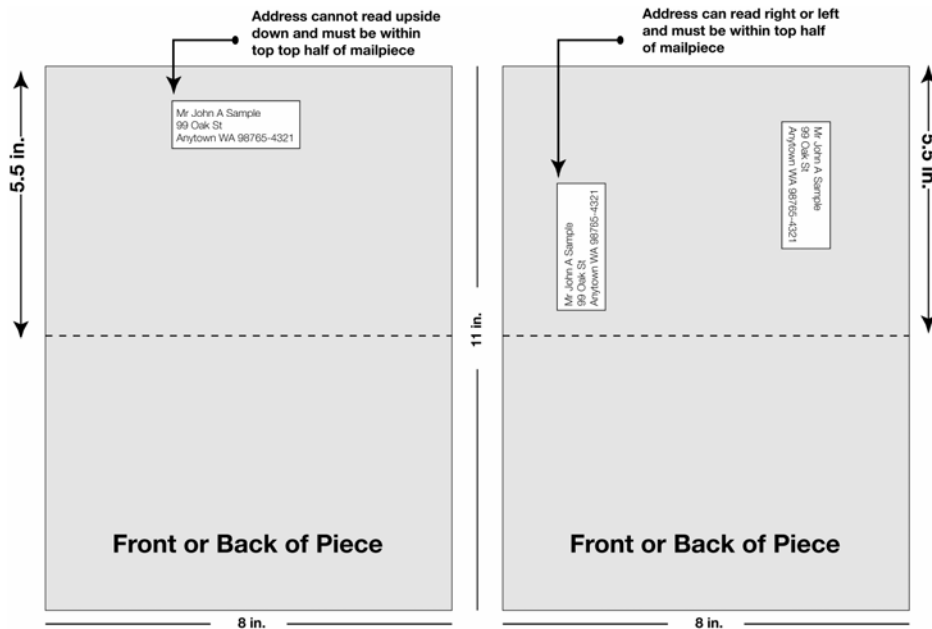 Address cannot read upside
down and must be within
top top half of mailpiece
Address can read right or left
and must be within top half
of mailpiece
5.5 in.
Mr John A Sample
99 Oak St
Anytown WA 98765-4321
Front or Back of Piece
8 in.
11 in.
Mr John A Sample
99 Oak St
Anytown WA 98765-4321
Mr John A Sample
99 Oak St
Anytown WA 98765-4321
5.5 in.
Front or Back of Piece
8 in.